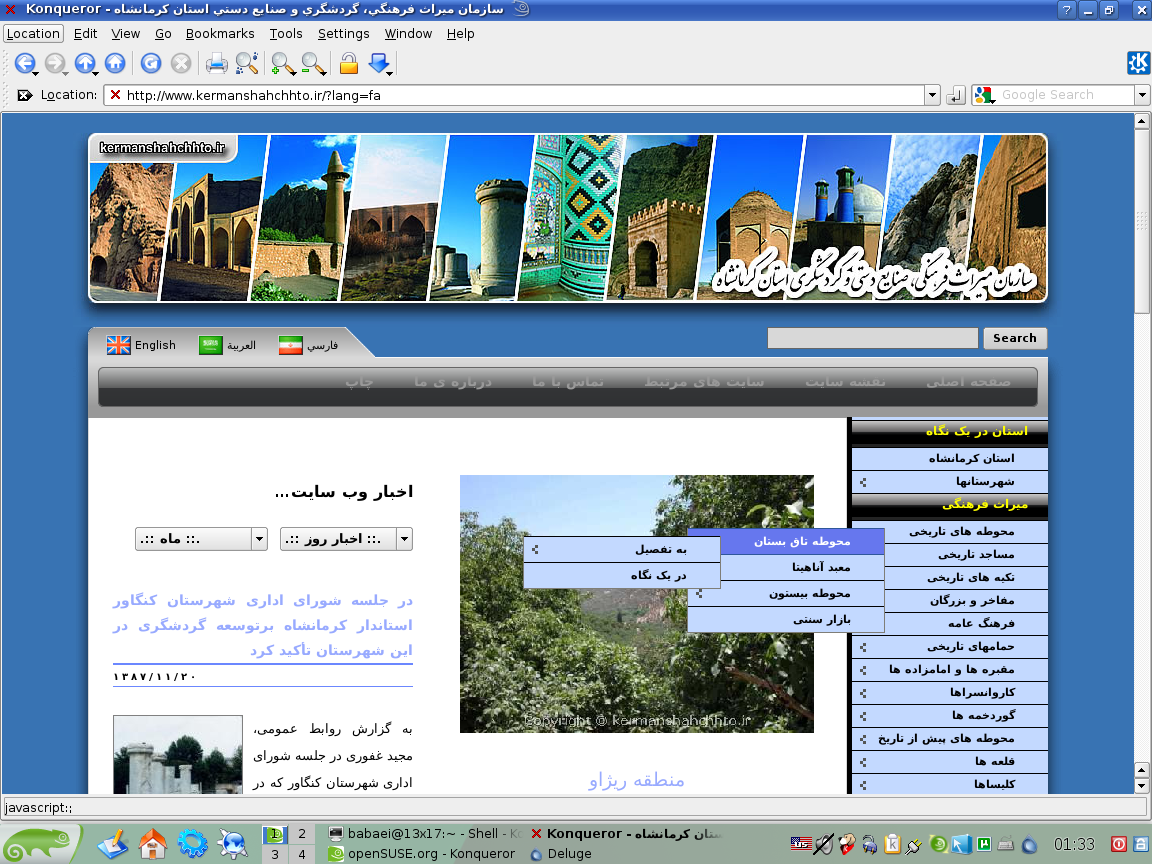 سازمان ميراث فرهنگي، گردشگري و صنايع دستي استان كرمانشاه - Konqueror
Location Edit View Go Bookmarks Tools Settings Window Help
Location: http://www.kermanshahchhto.ir/?lang=fa Google Search
kermanshahchhto.ir
سازمان میراث فرهنگی، صنایع دستی و گردشگری استان کرمانشاه
English العربية فارسي Search
صفحه اصلی نقشه سایت سایت های مرتبط تماس با ما درباره ی ما چاپ
استان در یک نگاه
استان کرمانشاه
شهرستانها
میراث فرهنگی
محوطه های تاریخی
مساجد تاریخی
تکیه های تاریخی
مفاخر و بزرگان
فرهنگ عامه
حمامهای تاریخی
مقبره ها و امامزاده ها
کاروانسراها
گوردخمه ها
محوطه های پیش از تاریخ
قلعه ها
کلیساها
محوطه تاق بستان
معبد آناهیتا
محوطه بیستون
بازار سنتی
به تفصیل
در یک نگاه
Copyright © kermanshahchhto.ir
منطقه ریژاو
اخبار وب سایت...
::. اخبار روز ::.
::. ماه ::.
در جلسه شورای اداری شهرستان کنگاور
استاندار کرمانشاه برتوسعه گردشگری در
این شهرستان تأکید کرد
۱۳۸۷/۱۱/۲۰
به گزارش روابط عمومی،
مجید غفوری در جلسه شورای
اداری شهرستان کنگاور که در
javascript:;
1 2 babaei@13x17:~ - Shell - Ko ستان كرمانشاه - Konqueror
3 4 openSUSE.org - Konqueror Deluge
01:33